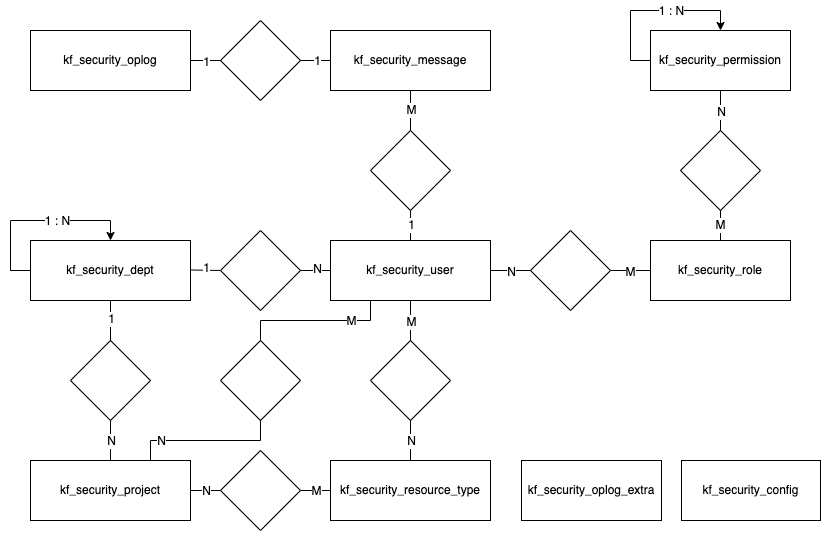 1 : N
kf_security_oplog
1
1
kf_security_message
kf_security_permission
M
N
1
M
1 : N
kf_security_dept
1
N
kf_security_user
N
M
kf_security_role
1
M
M
N
N
N
kf_security_project
N
M
kf_security_resource_type
kf_security_oplog_extra
kf_security_config